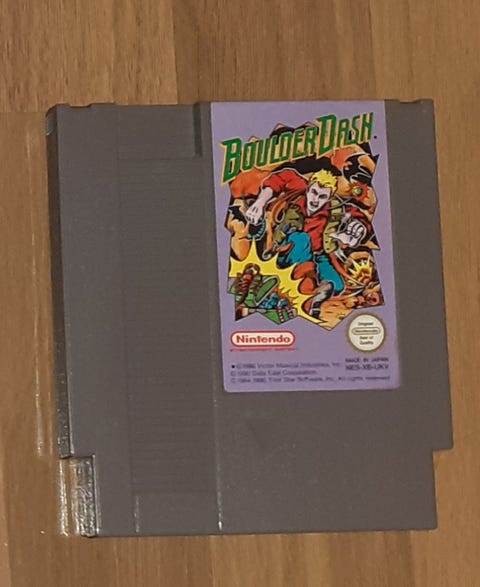 BOULDER DASH
Nintendo
Original
Nintendo
Seal of
Quality
MADE IN JAPAN
©1990 Victor Musical Industries, Inc.
NES-XB-UKV
©1990 Data East Corporation.
©1984-1990 First Star Software, Inc. All rights reserved